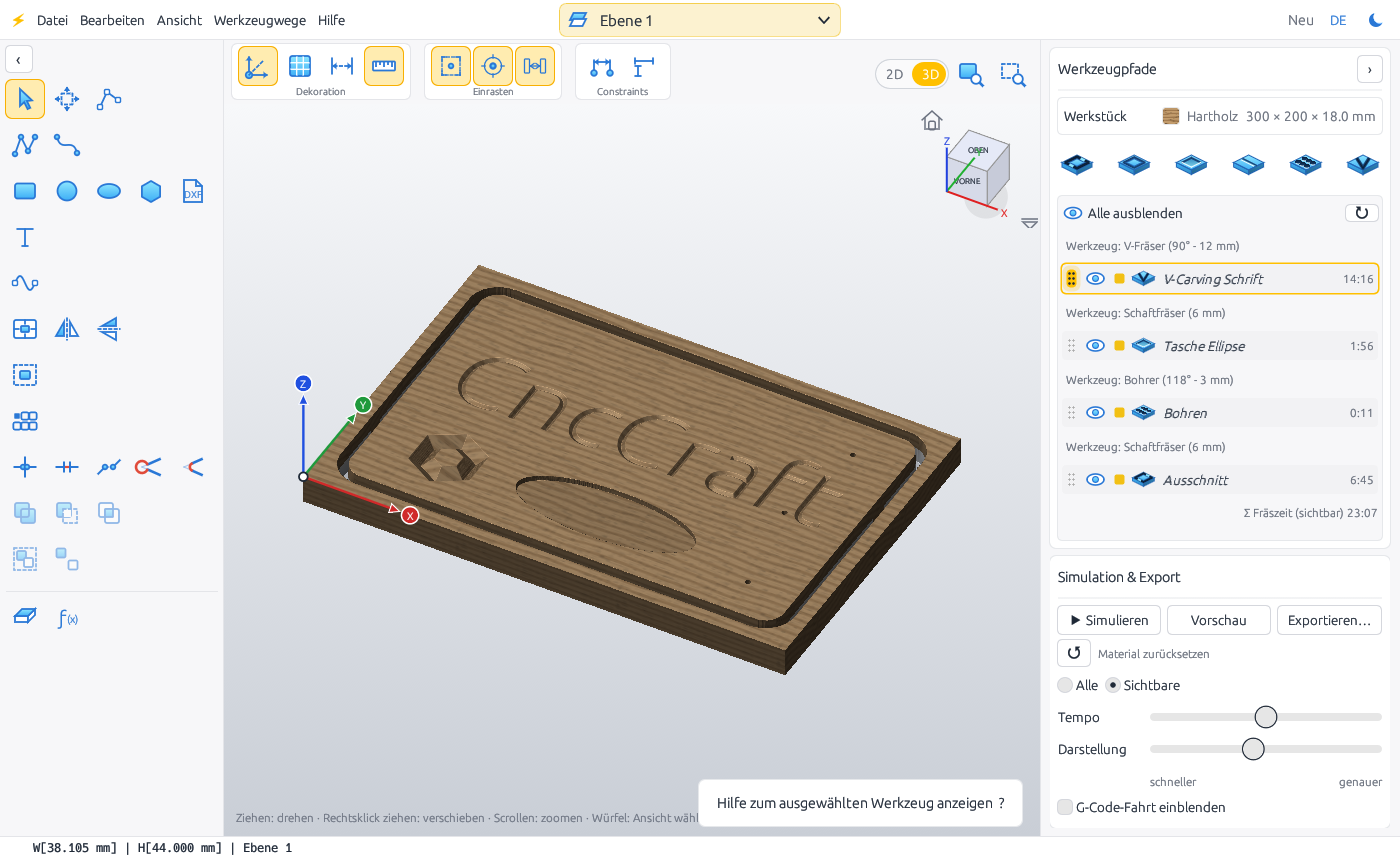 Datei Bearbeiten Ansicht Werkzeugwege Hilfe
Ebene 1
Neu DE
Dekoration
Einrasten
Constraints
2D 3D
OBEN
VORNE
Z
X
DXF
T
f(x)
Z
Y
X
CncCraft
Ziehen: drehen · Rechtsklick ziehen: verschieben · Scrollen: zoomen · Würfel: Ansicht wähl
Hilfe zum ausgewählten Werkzeug anzeigen ?
Werkzeugpfade
Werkstück Hartholz 300 × 200 × 18.0 mm
Alle ausblenden
Werkzeug: V-Fräser (90° - 12 mm)
V-Carving Schrift 14:16
Werkzeug: Schaftfräser (6 mm)
Tasche Ellipse 1:56
Werkzeug: Bohrer (118° - 3 mm)
Bohren 0:11
Werkzeug: Schaftfräser (6 mm)
Ausschnitt 6:45
Σ Fräszeit (sichtbar) 23:07
Simulation & Export
Simulieren Vorschau Exportieren…
Material zurücksetzen
Alle Sichtbare
Tempo
Darstellung
schneller genauer
G-Code-Fahrt einblenden
W[38.105 mm] | H[44.000 mm] | Ebene 1